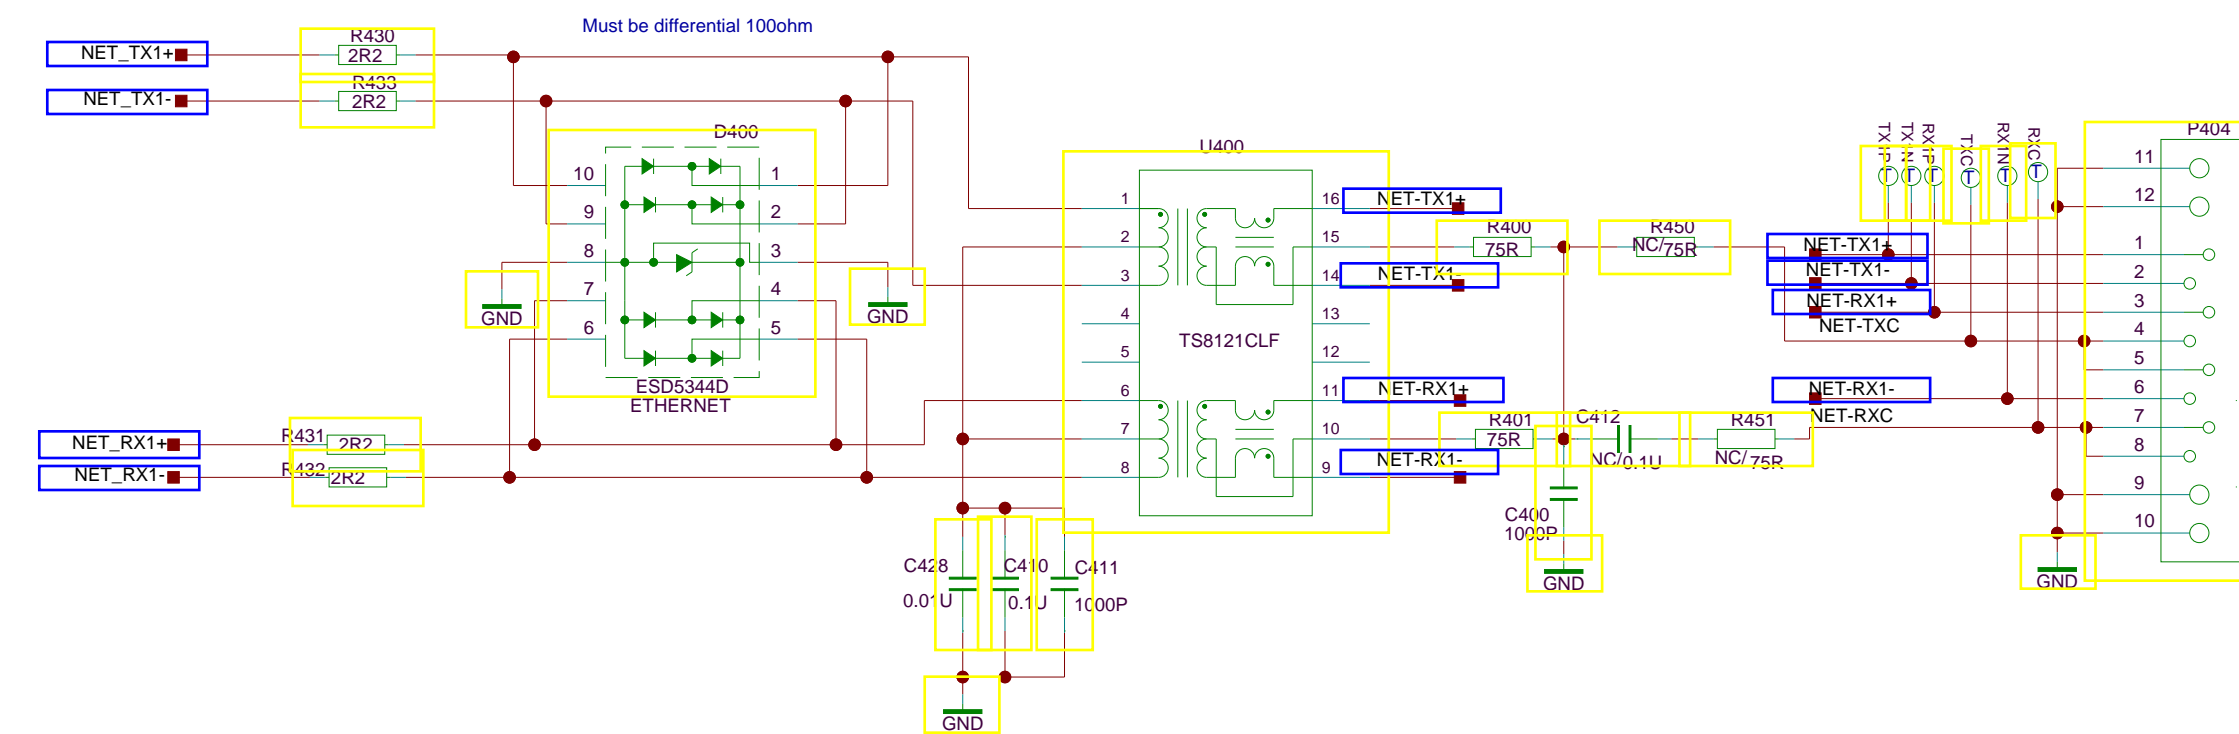 Must be differential 100ohm
NET_TX1+
R430
2R2
NET_TX1-
R433
2R2
D400
10
9
8
7
6
1
2
3
4
5
GND
GND
ESD5344D
ETHERNET
NET_RX1+
R431
2R2
NET_RX1-
R432
2R2
U400
1
2
3
4
5
6
7
8
16
15
14
13
12
11
10
9
TS8121CLF
NET-TX1+
NET-TX1-
NET-RX1+
NET-RX1-
R400
75R
R450
NC/75R
R401
75R
C412
NC/0.1U
R451
NC/75R
C400
1000P
GND
C428
0.01U
C410
0.1U
C411
1000P
GND
TX1P
TX1N
RX1P
TXC
RX1N
RXC
T
T
T
T
T
T
NET-TX1+
NET-TX1-
NET-RX1+
NET-TXC
NET-RX1-
NET-RXC
P404
11
12
1
2
3
4
5
6
7
8
9
10
GND